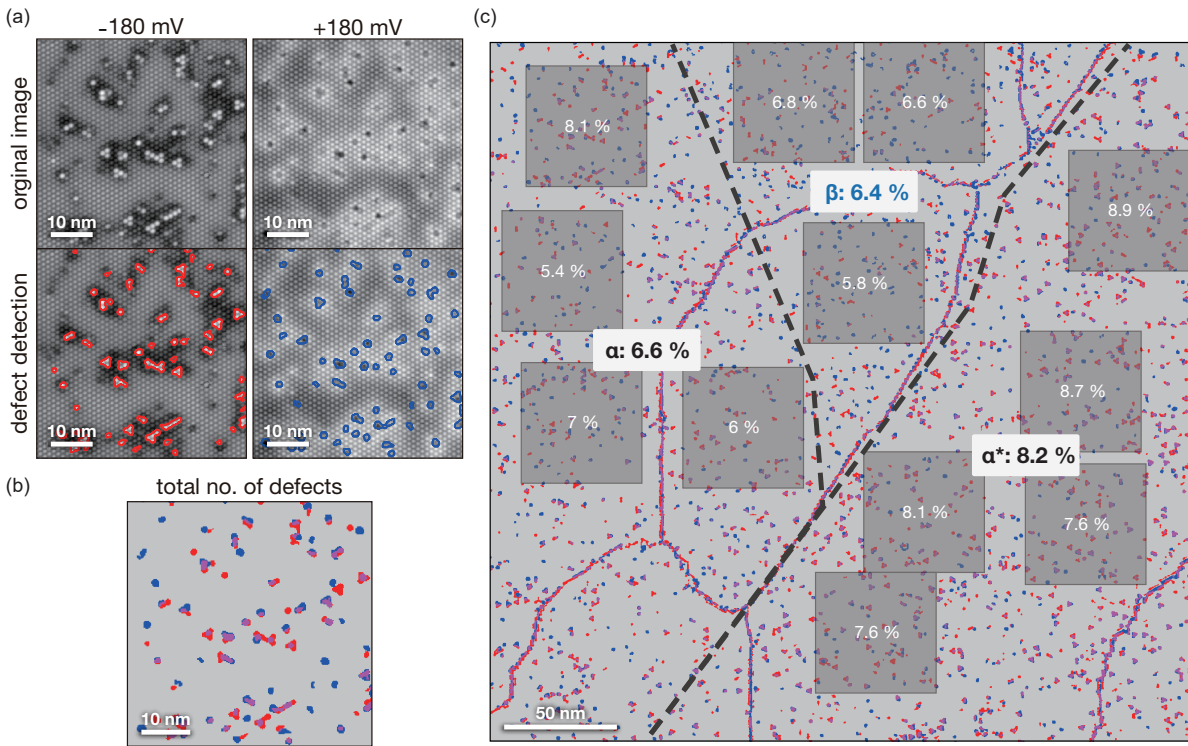 (a)
−180 mV
+180 mV
orginal image
10 nm
10 nm
defect detection
10 nm
10 nm
(b)
total no. of defects
10 nm
(c)
8.1 %
6.8 %
6.6 %
β: 6.4 %
8.9 %
5.4 %
5.8 %
α: 6.6 %
7 %
6 %
8.7 %
α*: 8.2 %
8.1 %
7.6 %
7.6 %
50 nm